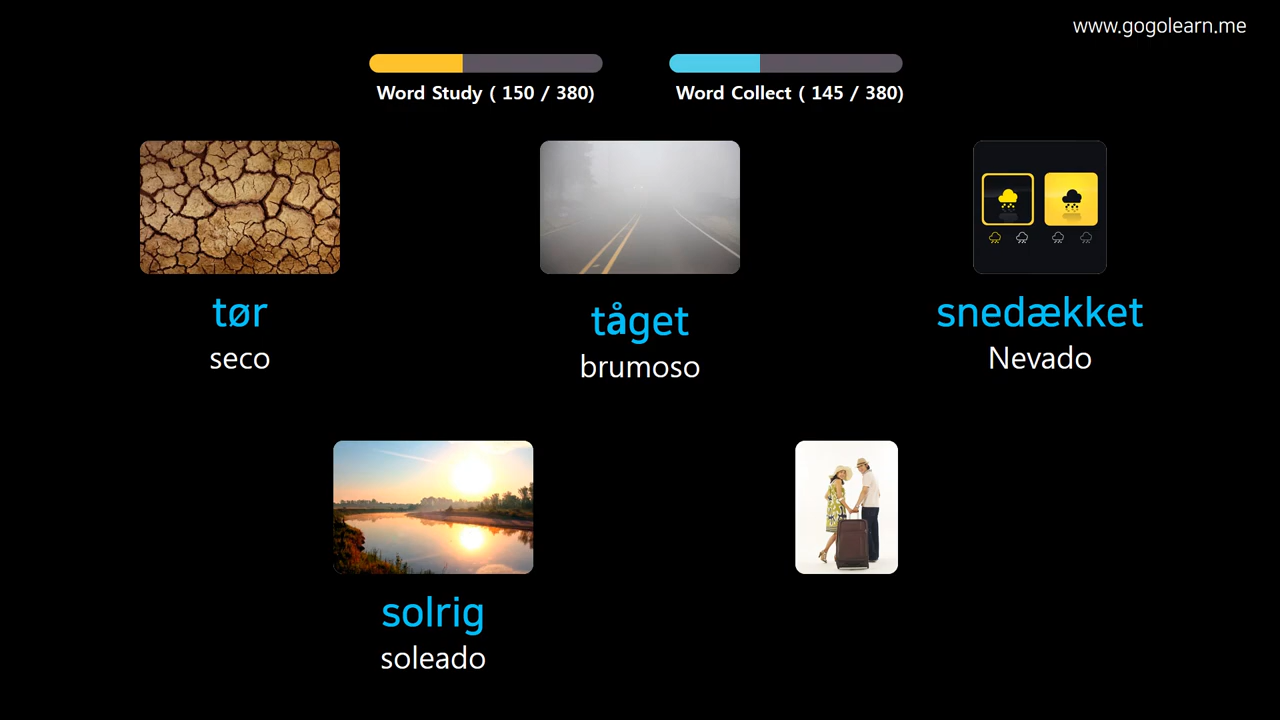 www.gogolearn.me
Word Study ( 150 / 380)
Word Collect ( 145 / 380)
tør
seco
tåget
brumoso
snedækket
Nevado
solrig
soleado